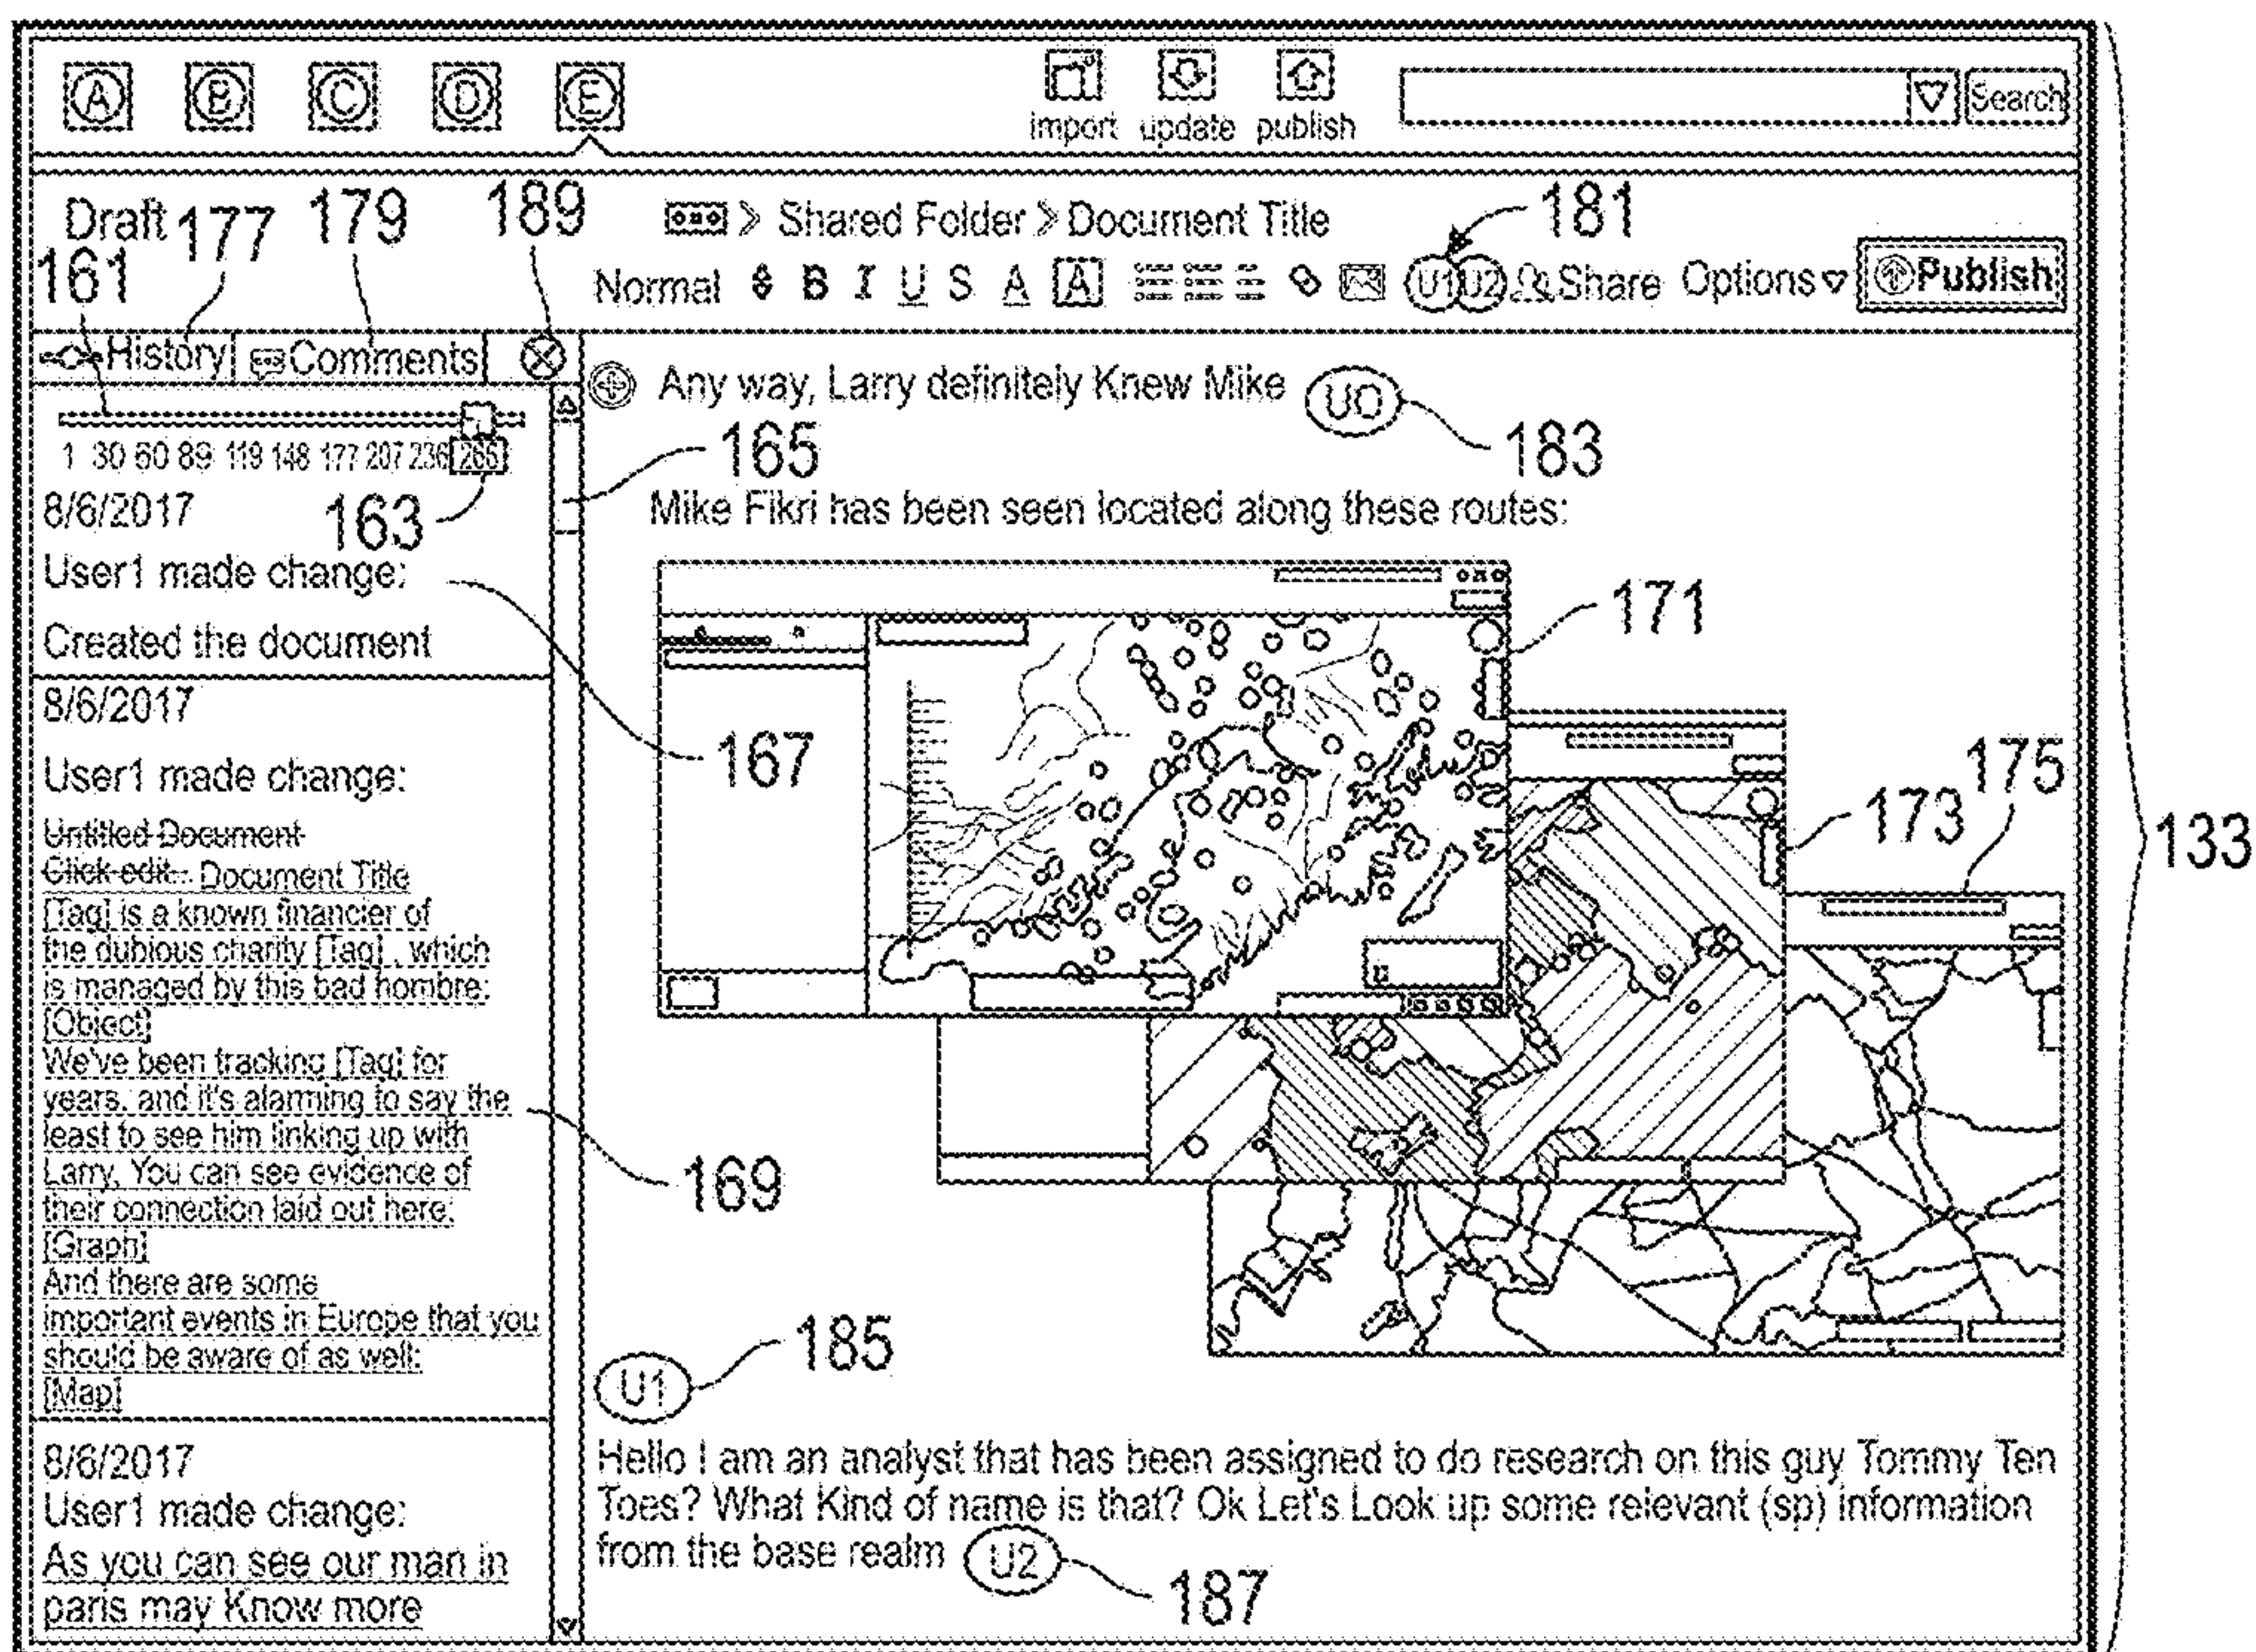 A B C D E
import update publish
Search
Draft 177 179 189
Shared Folder > Document Title
181
161
Normal B I U S A A U1 U2 Share Options Publish
History Comments
1 30 60 89 119 148 177 207 236 265
163
8/6/2017
User1 made change:
Created the document
8/6/2017
User1 made change:
Untitled Document
Click edit.. Document Title
[Tag] is a known financier of
the dubious charity [Tag] , which
is managed by this bad hombre:
[Object]
We've been tracking [Tag] for
years, and it's alarming to say the
least to see him linking up with
Larry. You can see evidence of
their connection laid out here:
[Graph]
And there are some
important events in Europe that you
should be aware of as well:
[Map]
8/6/2017
User1 made change:
As you can see our man in
paris may Know more
Any way, Larry definitely Knew Mike U0
183
165
Mike Fikri has been seen located along these routes:
171
167
175
173
133
169
185
U1
Hello I am an analyst that has been assigned to do research on this guy Tommy Ten
Toes? What Kind of name is that? Ok Let's Look up some relevant (sp) information
from the base realm U2
187